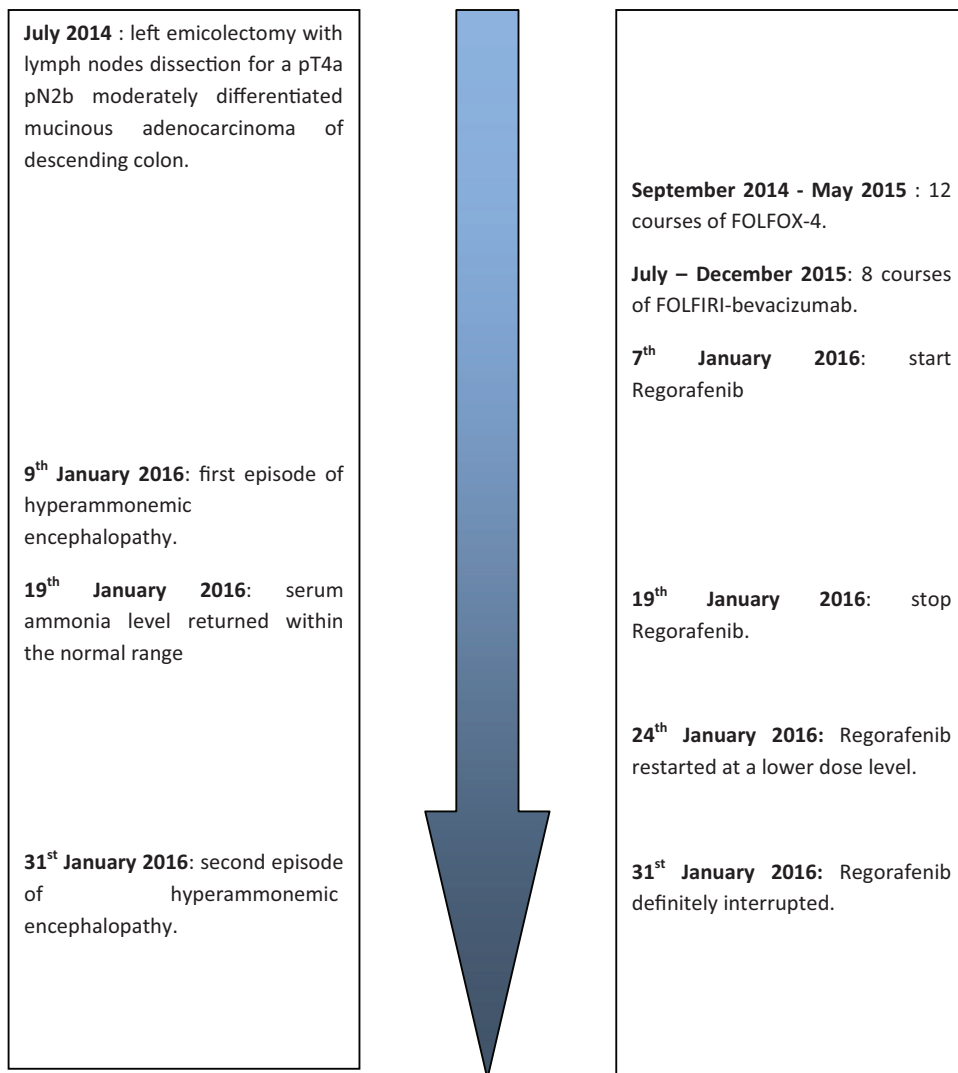 July 2014 : left emicolectomy with
lymph nodes dissection for a pT4a
pN2b moderately differentiated
mucinous adenocarcinoma of
descending colon.
9th January 2016: first episode of
hyperammonemic
encephalopathy.
19th January 2016: serum
ammonia level returned within
the normal range
31st January 2016: second episode
of hyperammonemic
encephalopathy.
September 2014 - May 2015 : 12
courses of FOLFOX-4.
July – December 2015: 8 courses
of FOLFIRI-bevacizumab.
7th January 2016: start
Regorafenib
19th January 2016: stop
Regorafenib.
24th January 2016: Regorafenib
restarted at a lower dose level.
31st January 2016: Regorafenib
definitely interrupted.